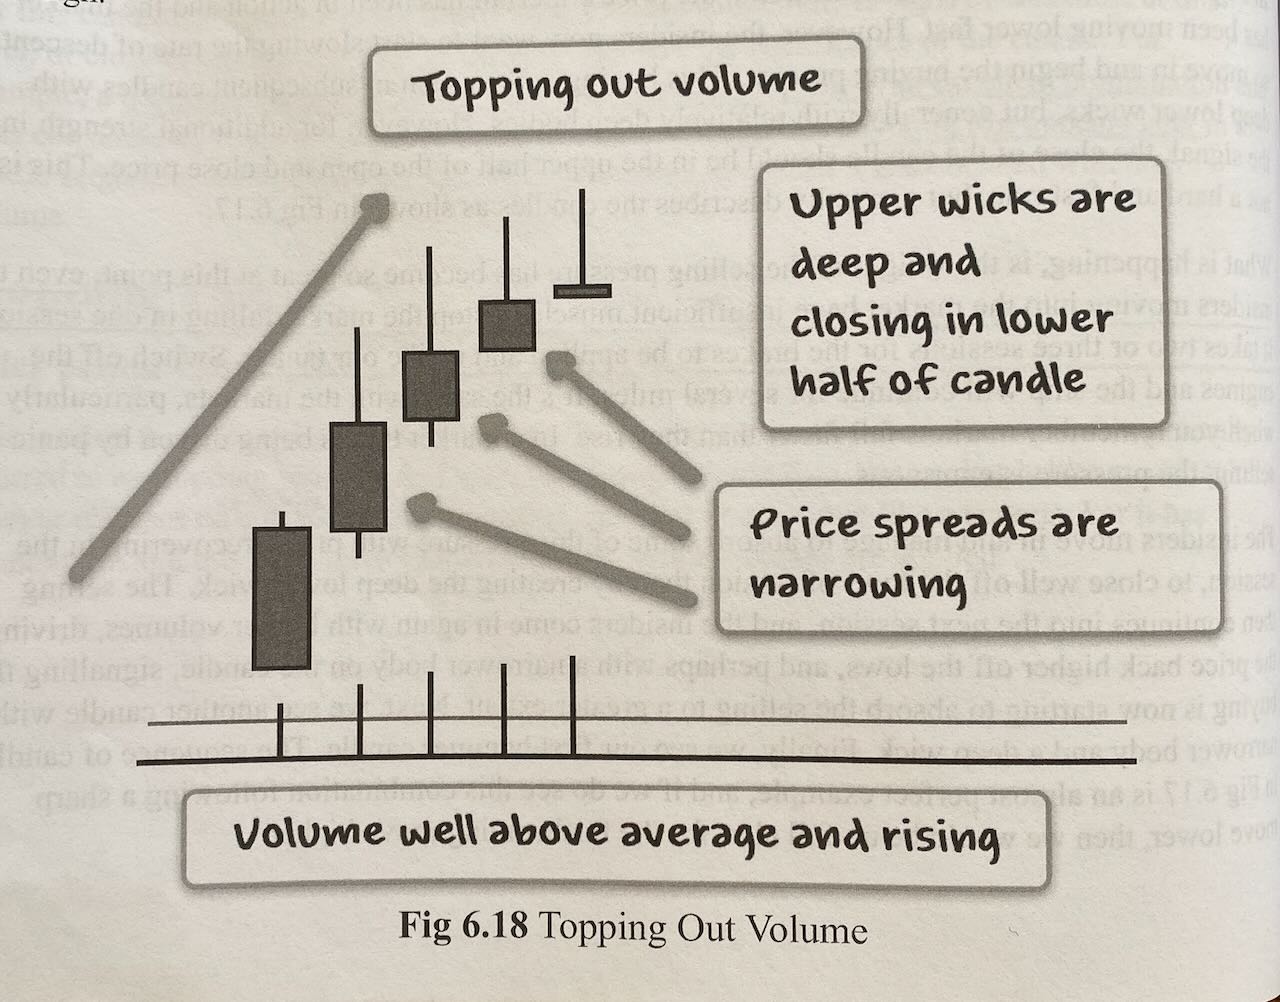 Topping out volume
Upper wicks are
deep and
closing in lower
half of candle
Price spreads are
narrowing
Volume well above average and rising
Fig 6.18 Topping Out Volume